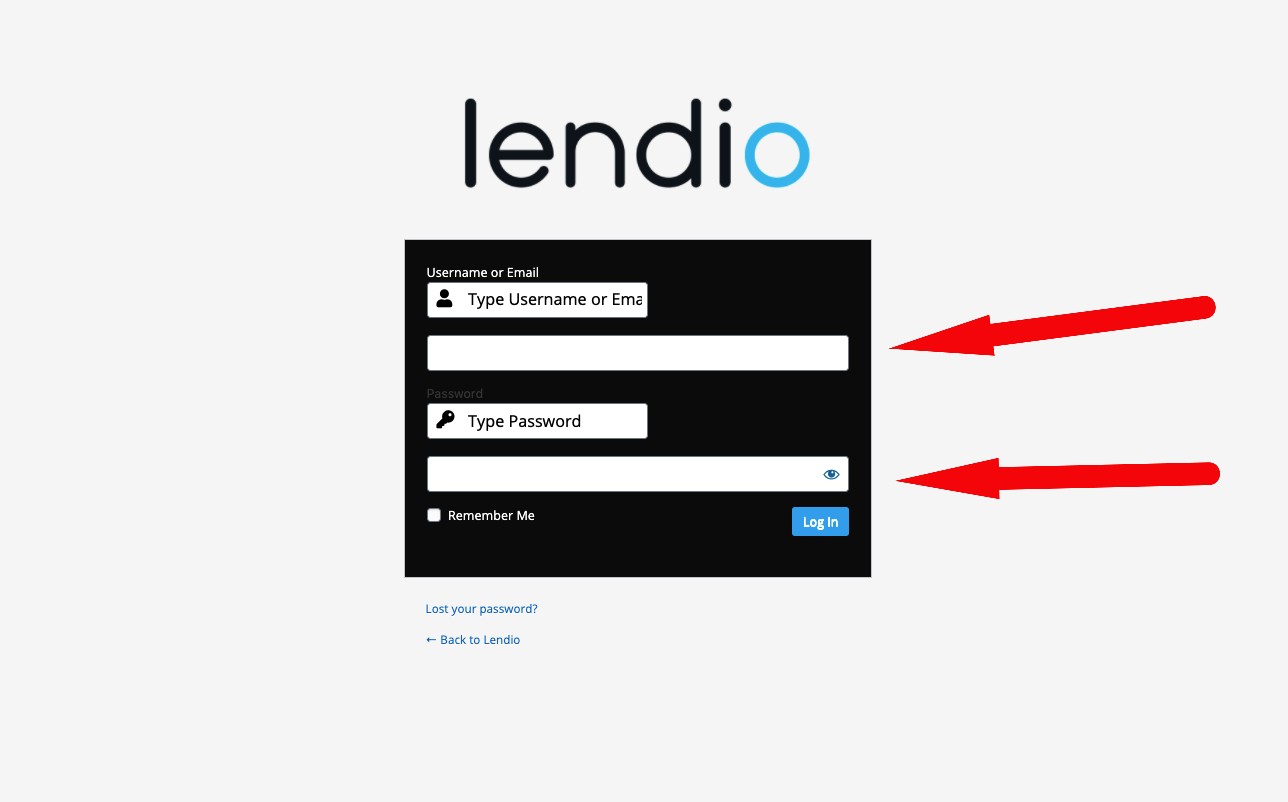 lendio
Username or Email
Type Username or Ema
Password
Type Password
Remember Me
Log In
Lost your password?
← Back to Lendio